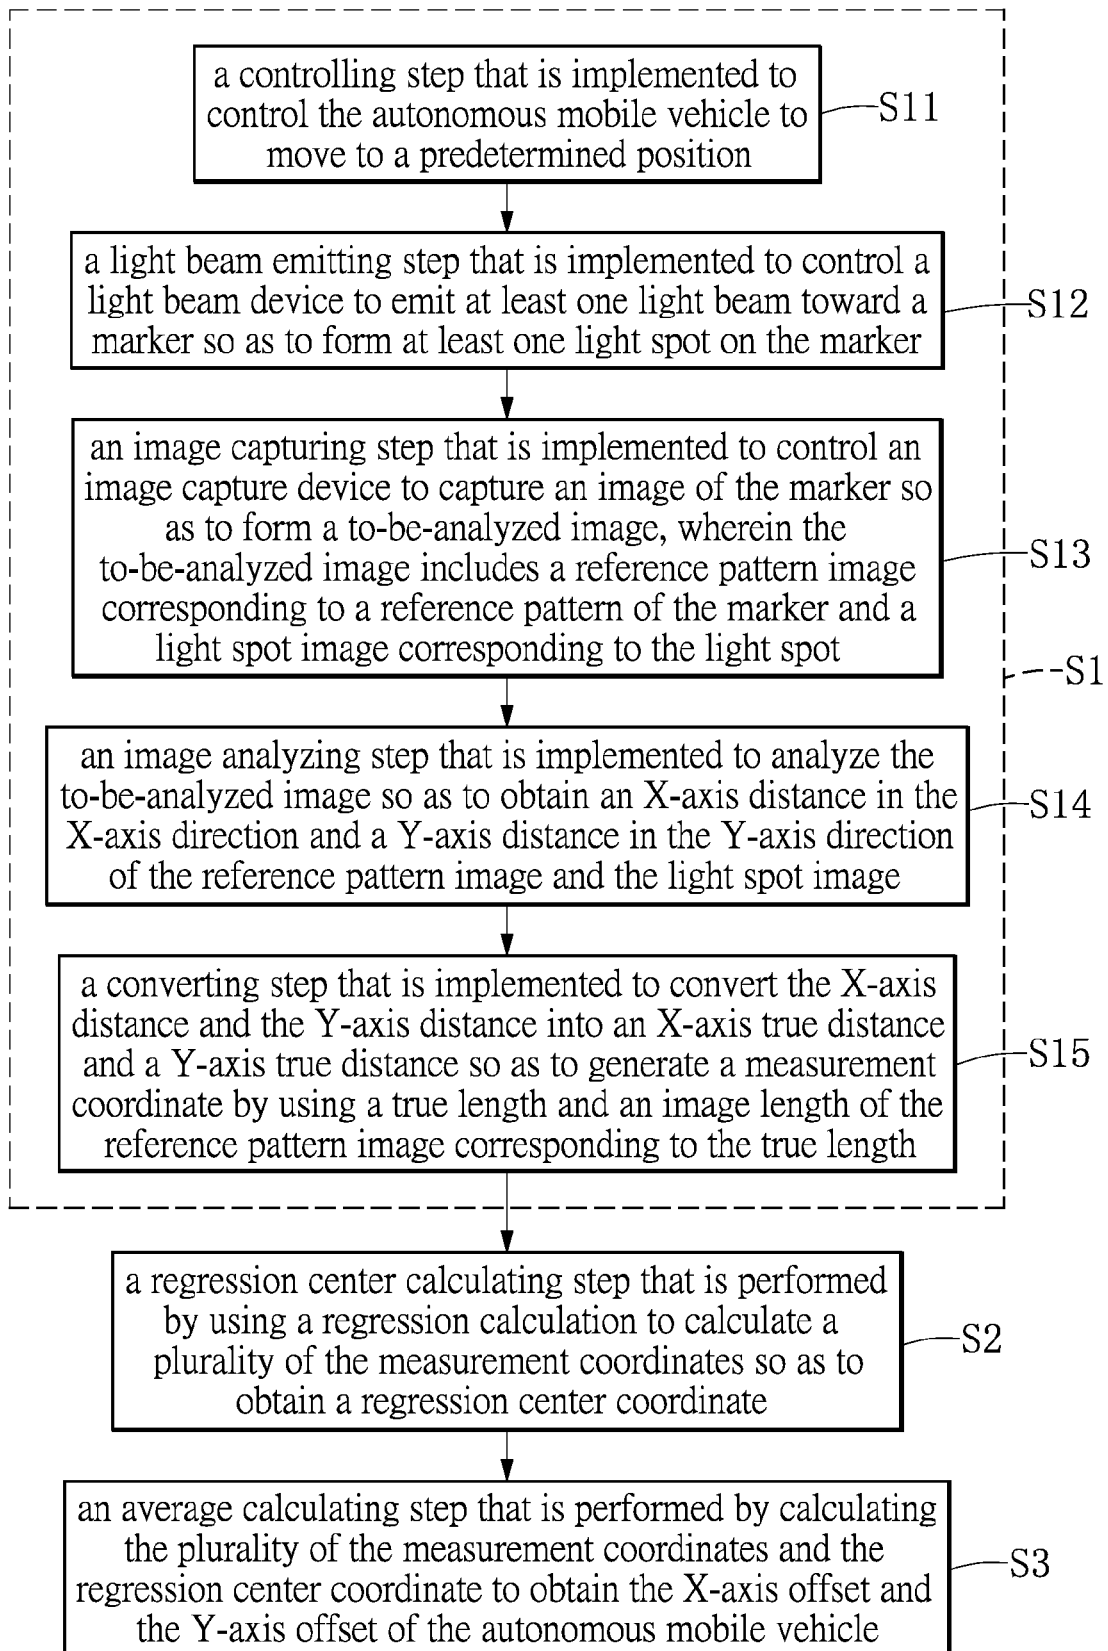 a controlling step that is implemented to
control the autonomous mobile vehicle to
move to a predetermined position
S11
a light beam emitting step that is implemented to control a
light beam device to emit at least one light beam toward a
marker so as to form at least one light spot on the marker
S12
an image capturing step that is implemented to control an
image capture device to capture an image of the marker so
as to form a to-be-analyzed image, wherein the
to-be-analyzed image includes a reference pattern image
corresponding to a reference pattern of the marker and a
light spot image corresponding to the light spot
S13
S1
an image analyzing step that is implemented to analyze the
to-be-analyzed image so as to obtain an X-axis distance in the
X-axis direction and a Y-axis distance in the Y-axis direction
of the reference pattern image and the light spot image
S14
a converting step that is implemented to convert the X-axis
distance and the Y-axis distance into an X-axis true distance
and a Y-axis true distance so as to generate a measurement
coordinate by using a true length and an image length of the
reference pattern image corresponding to the true length
S15
a regression center calculating step that is performed
by using a regression calculation to calculate a
plurality of the measurement coordinates so as to
obtain a regression center coordinate
S2
an average calculating step that is performed by calculating
the plurality of the measurement coordinates and the
regression center coordinate to obtain the X-axis offset and
the Y-axis offset of the autonomous mobile vehicle
S3